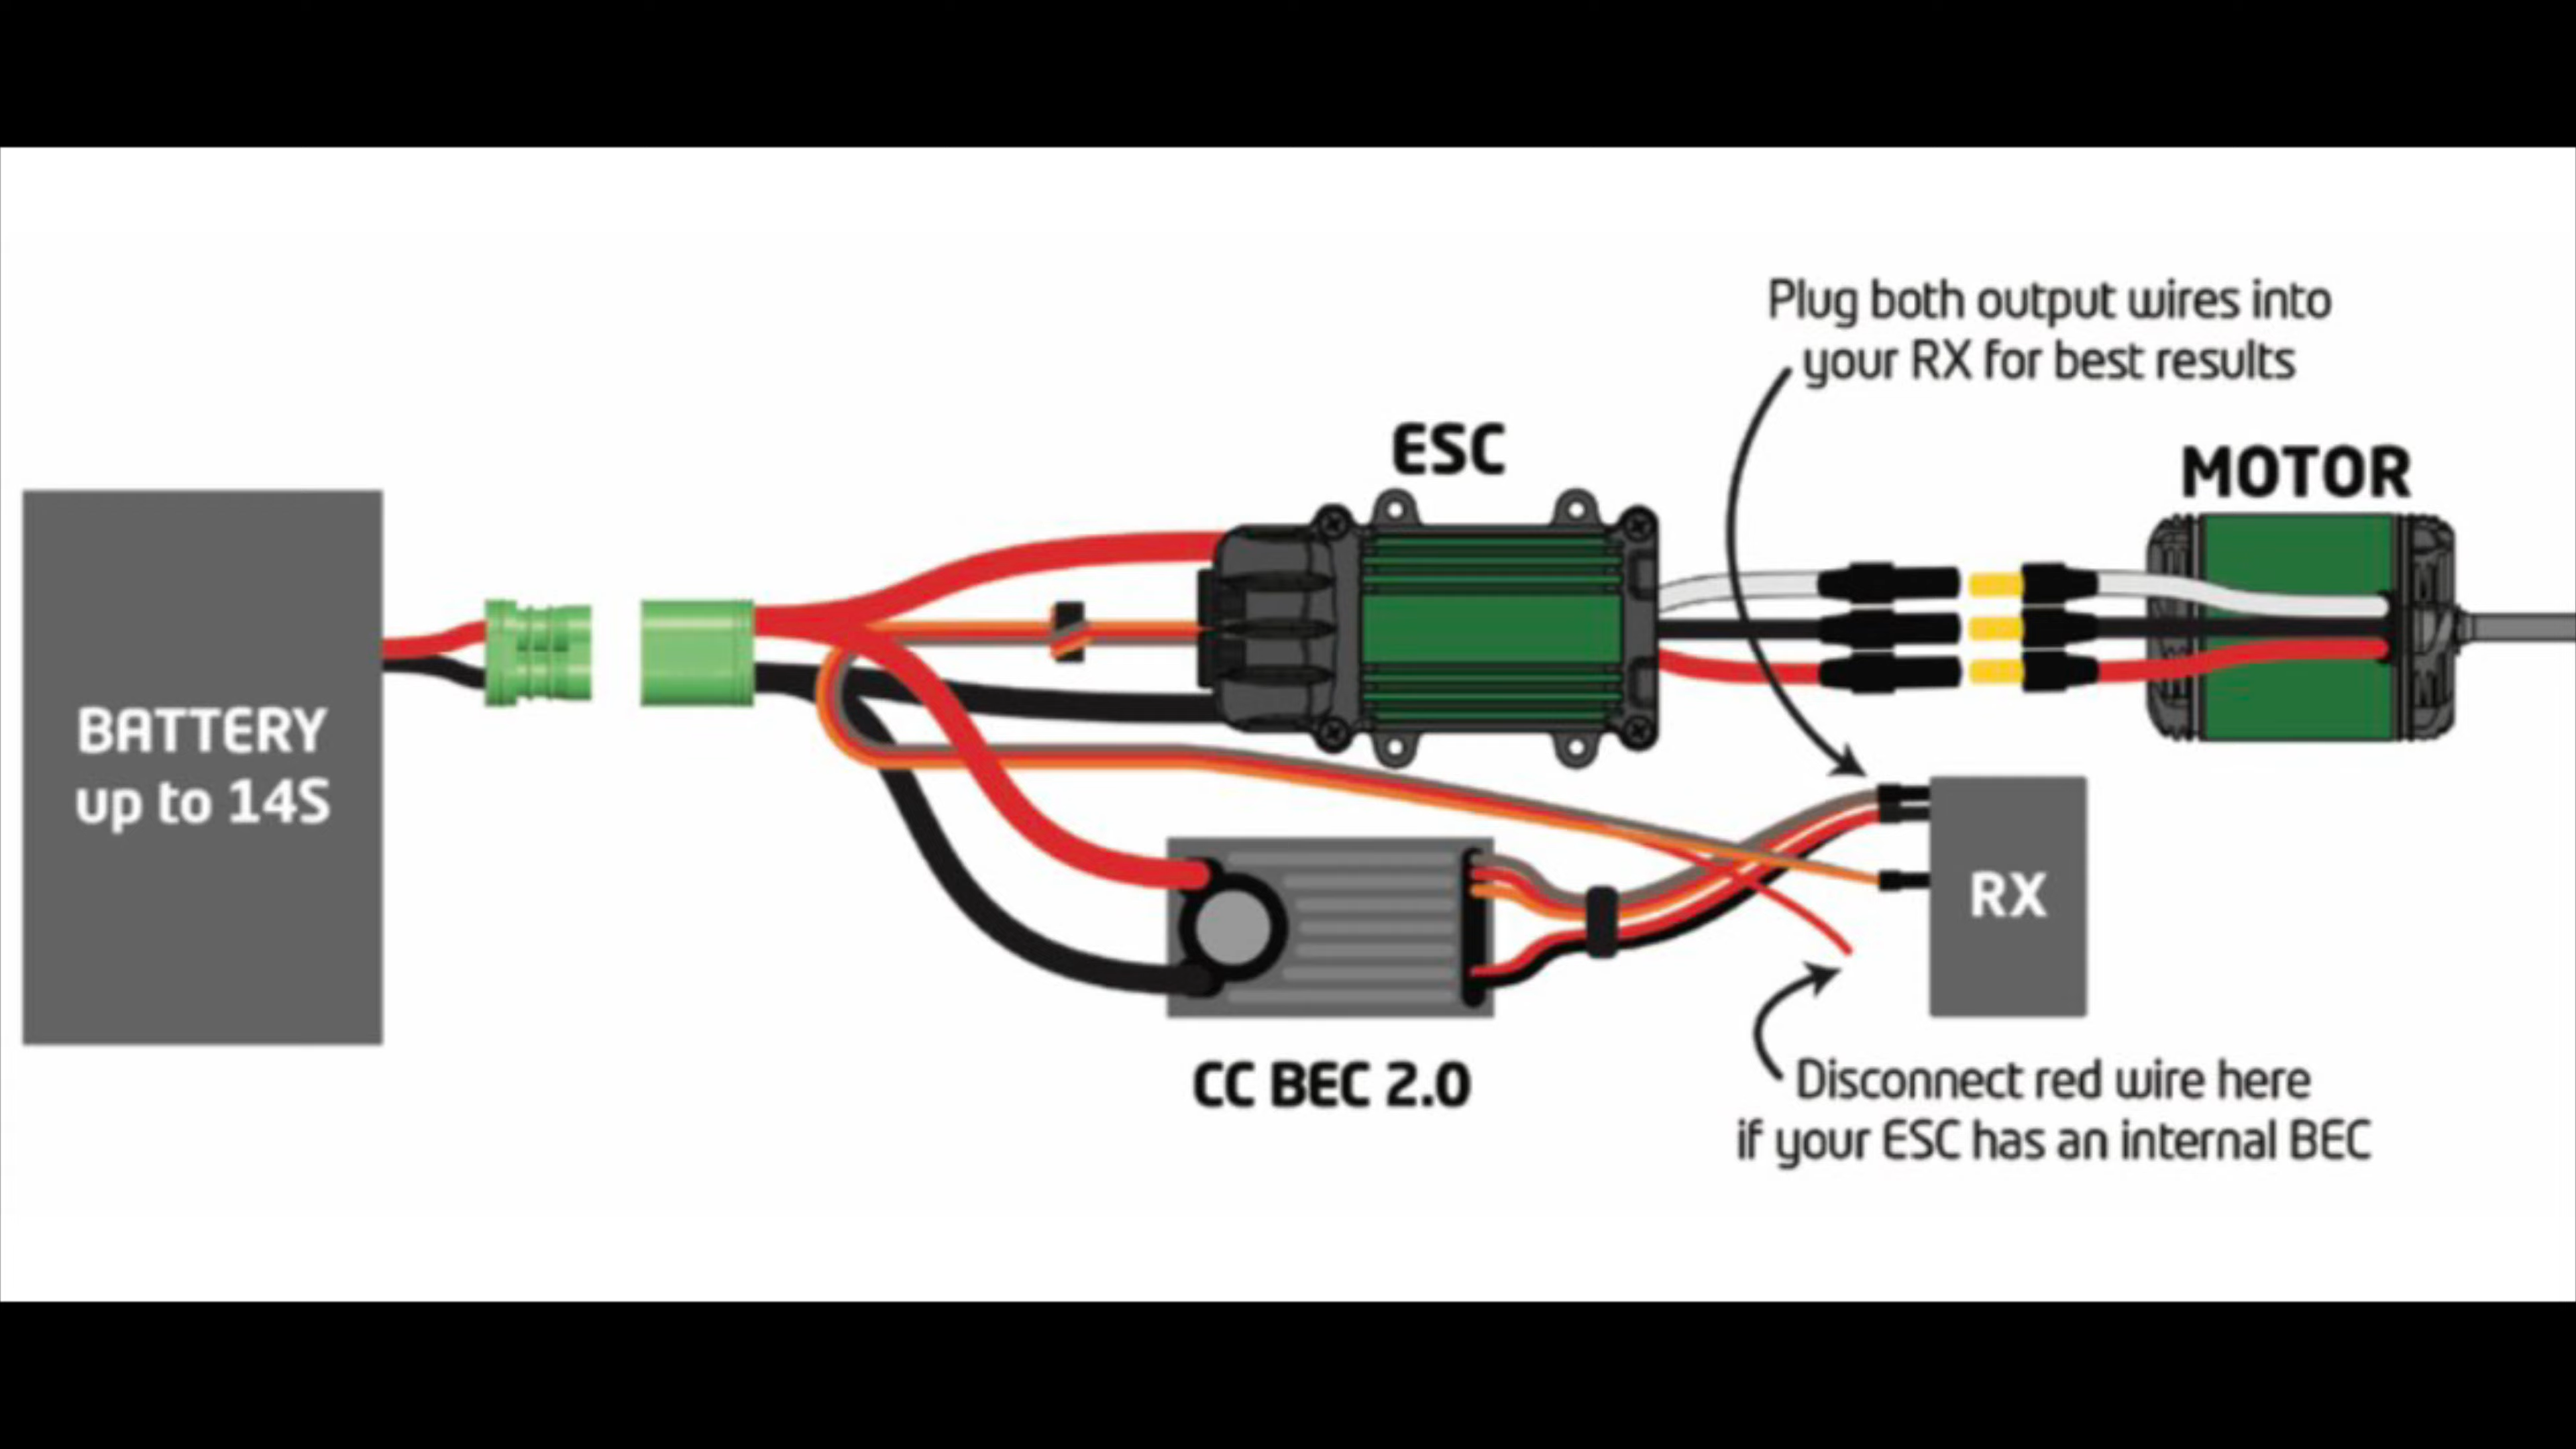 Plug both output wires into
your RX for best results
ESC
MOTOR
BATTERY
up to 14S
RX
CC BEC 2.0
Disconnect red wire here
if your ESC has an internal BEC